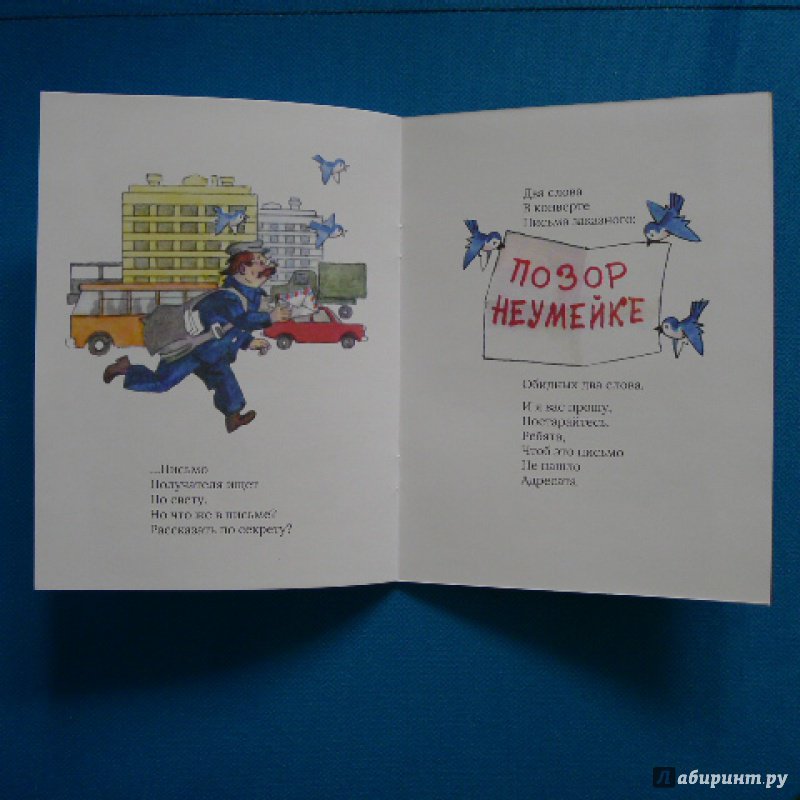 ...Письмо
Получателя ищет
По свету.
Но что же в письме?
Рассказать по секрету?
Два слова
В конверте
Письма заказного:
ПОЗОР
НЕУМЕЙКЕ
Обидных два слова.
И я вас прошу,
Постарайтесь,
Ребята,
Чтоб это письмо
Не нашло
Адресата.
Лабиринт.ру